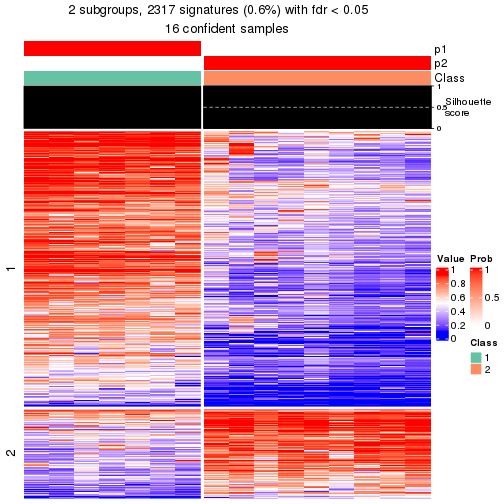 2 subgroups, 2317 signatures (0.6%) with fdr < 0.05
16 confident samples
p1
p2
Class
1
0.5
0
Silhouette
score
1
2
Value
1
0.8
0.6
0.4
0.2
0
Prob
1
0.5
0
Class
1
2